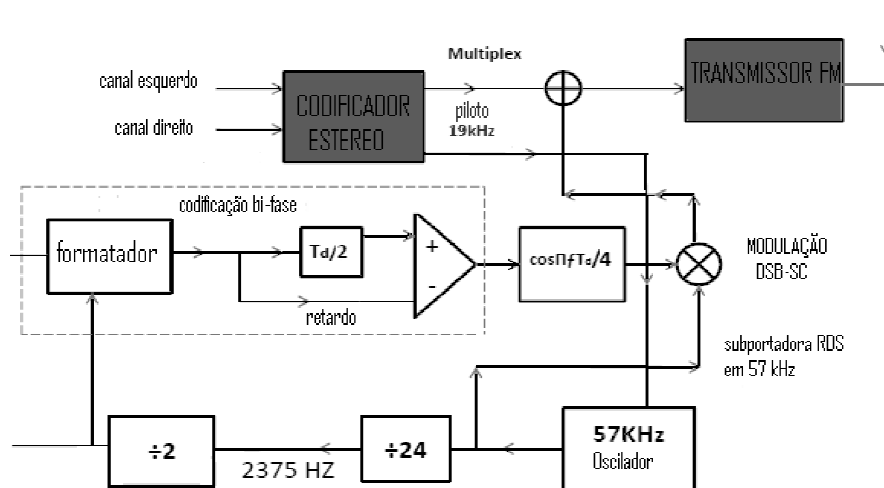 Multiplex
TRANSMISSOR FM
canal esquerdo
CODIFICADOR
ESTEREO
piloto
19kHz
canal direito
codificação bi-fase
formatador
Td/2
+
-
cosΠfTd/4
MODULAÇÃO
DSB-SC
retardo
subportadora RDS
em 57 kHz
÷2
2375 HZ
÷24
57KHz
Oscilador